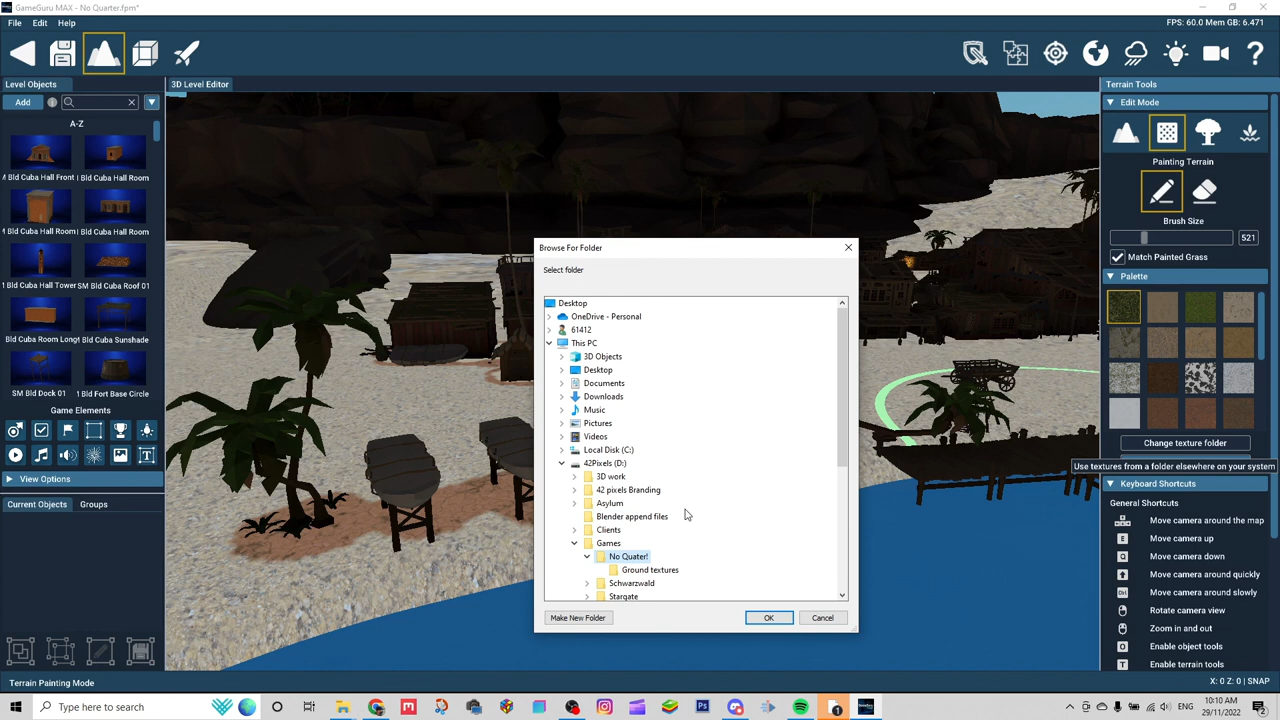 GameGuru MAX - No Quarter.fpm*
File Edit Help
FPS: 60.0 Mem GB: 6.471
Level Objects
3D Level Editor
Terrain Tools
Add
Edit Mode
A-Z
M Bld Cuba Hall Front
l Bld Cuba Hall Room
Painting Terrain
M Bld Cuba Hall Room
l Bld Cuba Hall Room
Brush Size
521
Match Painted Grass
1 Bld Cuba Hall Tower
SM Bld Cuba Roof 01
Palette
Bld Cuba Room Long
Bld Cuba Sunshade
SM Bld Dock 01
1 Bld Fort Base Circle
Game Elements
View Options
Current Objects Groups
Browse For Folder
Select folder
Desktop
OneDrive - Personal
61412
This PC
3D Objects
Desktop
Documents
Downloads
Music
Pictures
Videos
Local Disk (C:)
42Pixels (D:)
3D work
42 pixels Branding
Asylum
Blender append files
Clients
Games
No Quater!
Ground textures
Schwarzwald
Stargate
Make New Folder
OK
Cancel
Change texture folder
Use textures from a folder elsewhere on your system
Keyboard Shortcuts
General Shortcuts
Move camera around the map
E Move camera up
Q Move camera down
Move camera around quickly
Ctrl Move camera around slowly
Rotate camera view
Zoom in and out
O Enable object tools
T Enable terrain tools
Terrain Painting Mode
X: 0 Z: 0 | SNAP
Type here to search
ENG
10:10 AM
29/11/2022